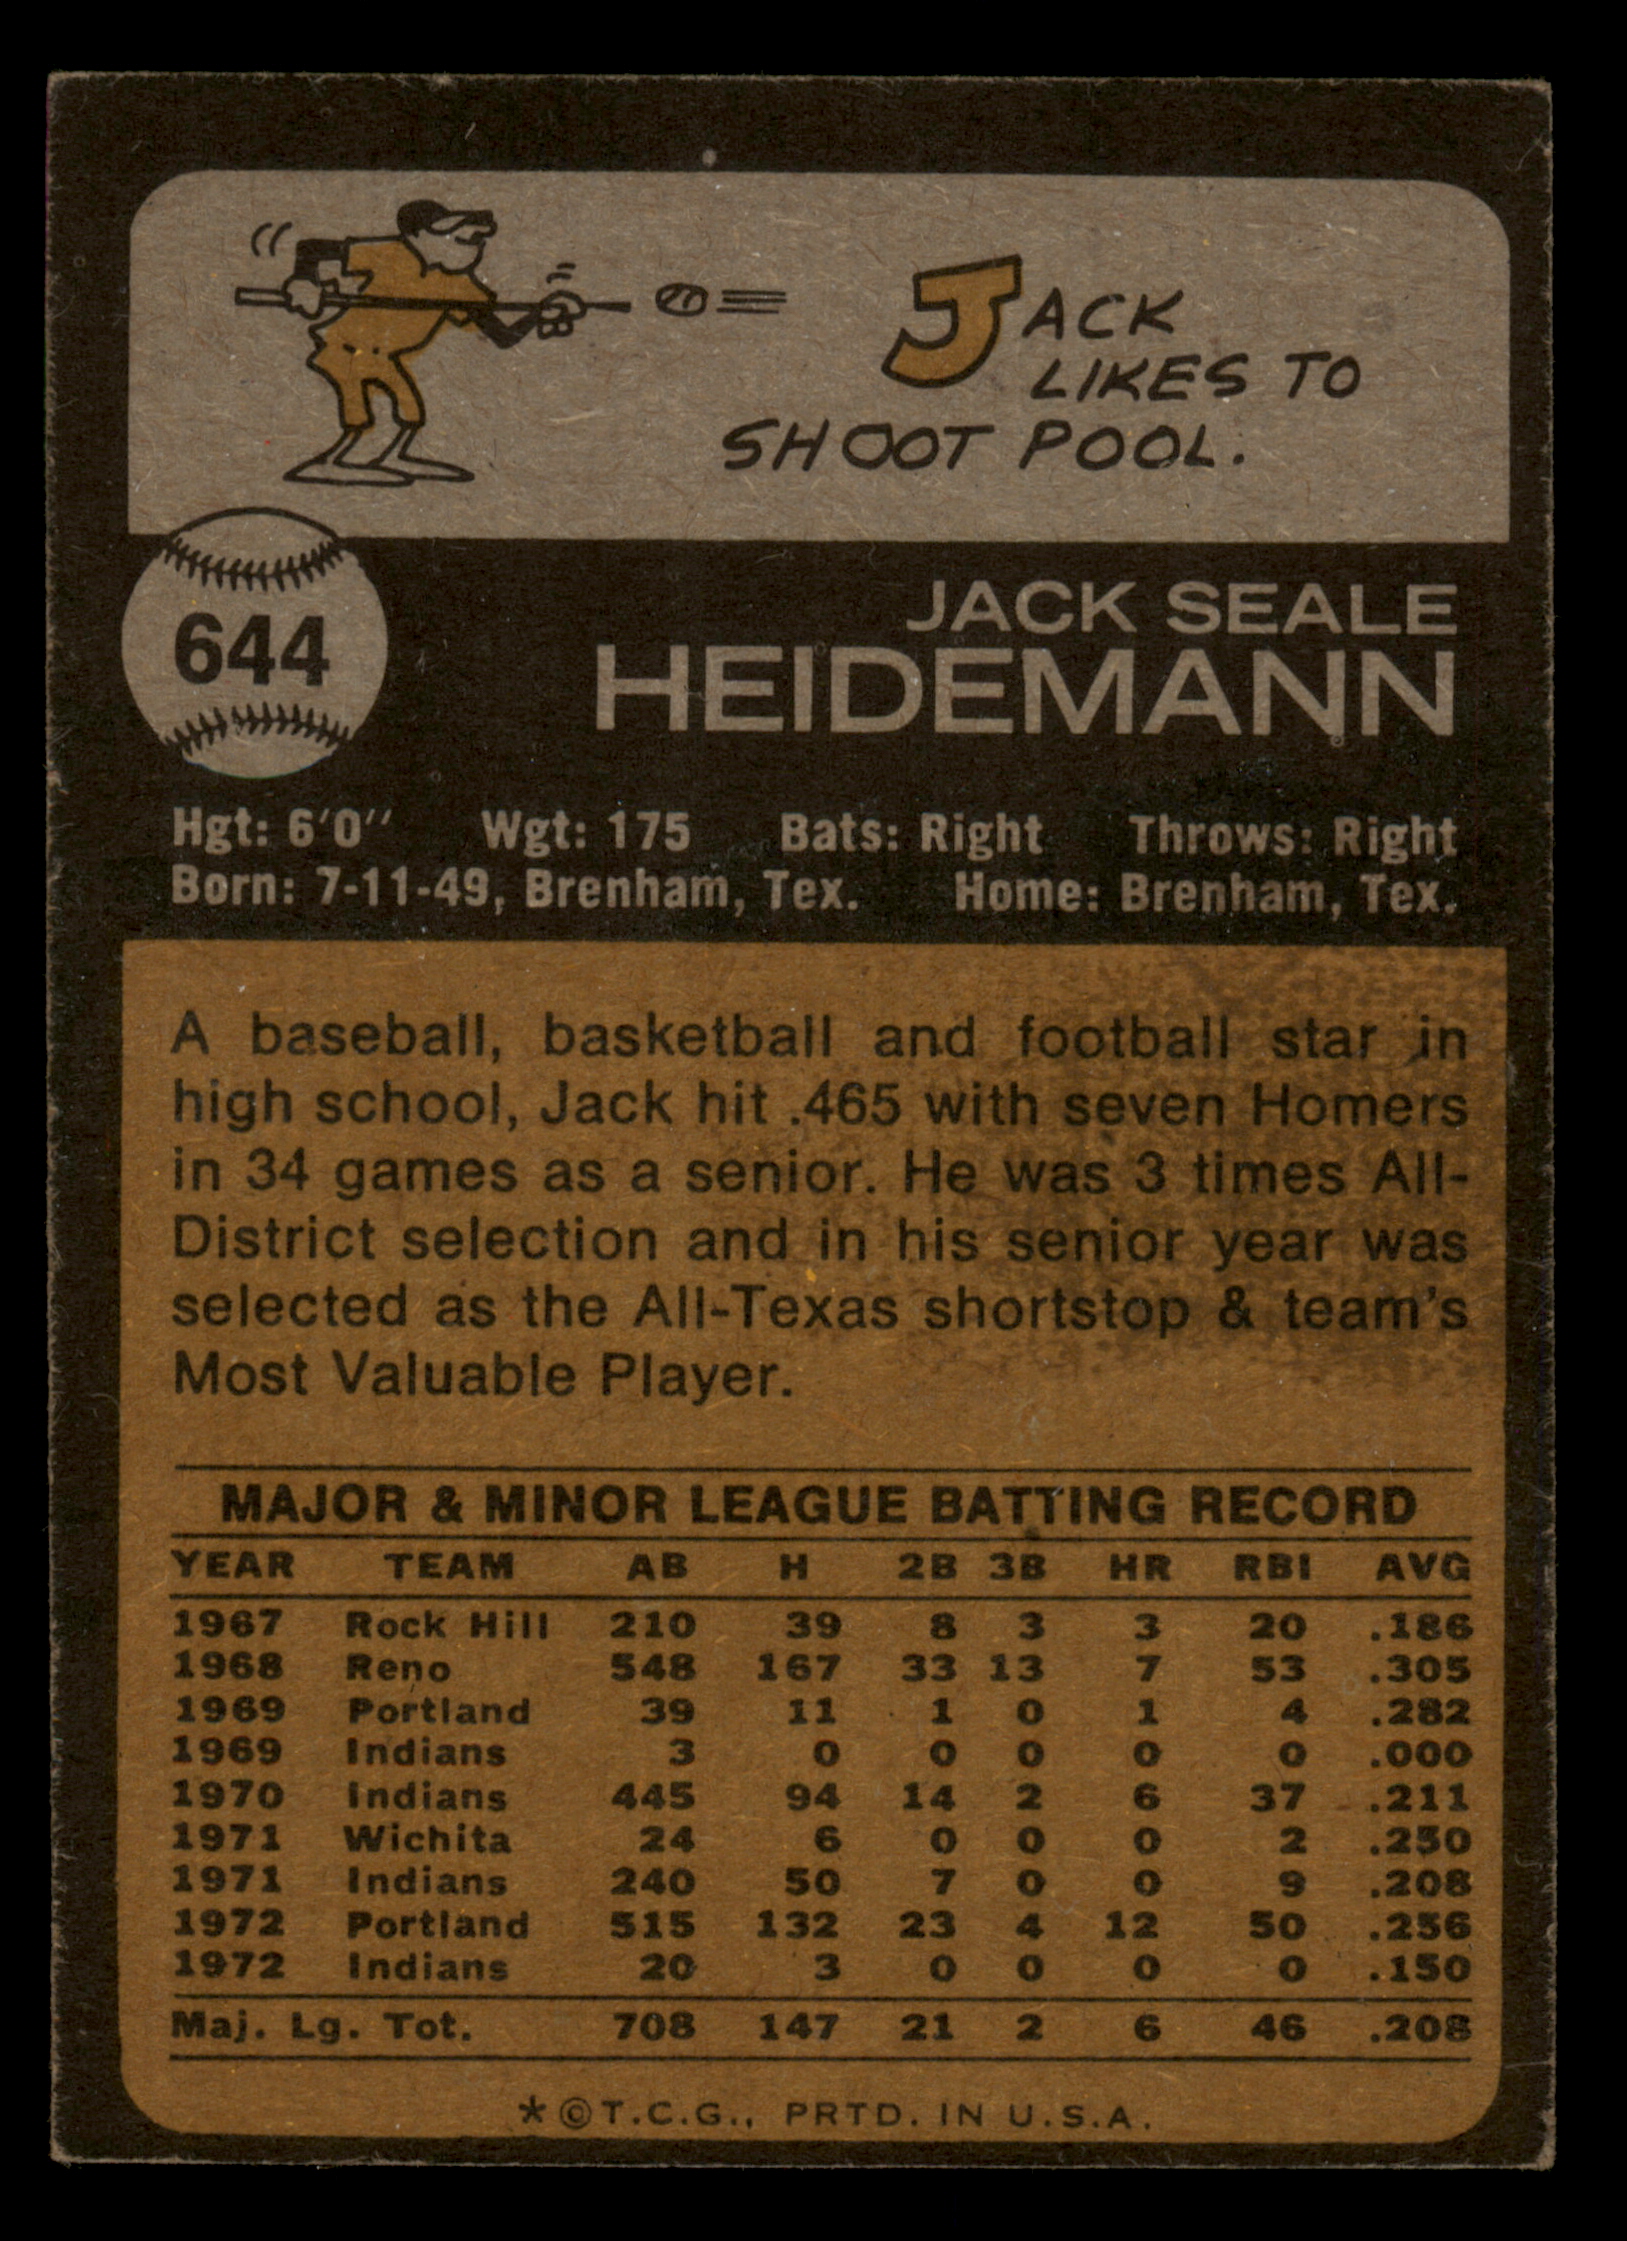 JACK
LIKES TO
SHOOT POOL.
644
JACK SEALE
HEIDEMANN
Hgt: 6'0" Wgt: 175 Bats: Right Throws: Right
Born: 7-11-49, Brenham, Tex. Home: Brenham, Tex.
A baseball, basketball and football star in
high school, Jack hit .465 with seven Homers
in 34 games as a senior. He was 3 times All-
District selection and in his senior year was
selected as the All-Texas shortstop & team's
Most Valuable Player.
MAJOR & MINOR LEAGUE BATTING RECORD
YEAR TEAM AB H 2B 3B HR RBI AVG
1967 Rock Hill 210 39 8 3 3 20 .186
1968 Reno 548 167 33 13 7 53 .305
1969 Portland 39 11 1 0 1 4 .282
1969 Indians 3 0 0 0 0 0 .000
1970 Indians 445 94 14 2 6 37 .211
1971 Wichita 24 6 0 0 0 2 .250
1971 Indians 240 50 7 0 0 9 .208
1972 Portland 515 132 23 4 12 50 .256
1972 Indians 20 3 0 0 0 0 .150
Maj. Lg. Tot. 708 147 21 2 6 46 .208
*©T.C.G., PRTD. IN U.S.A.